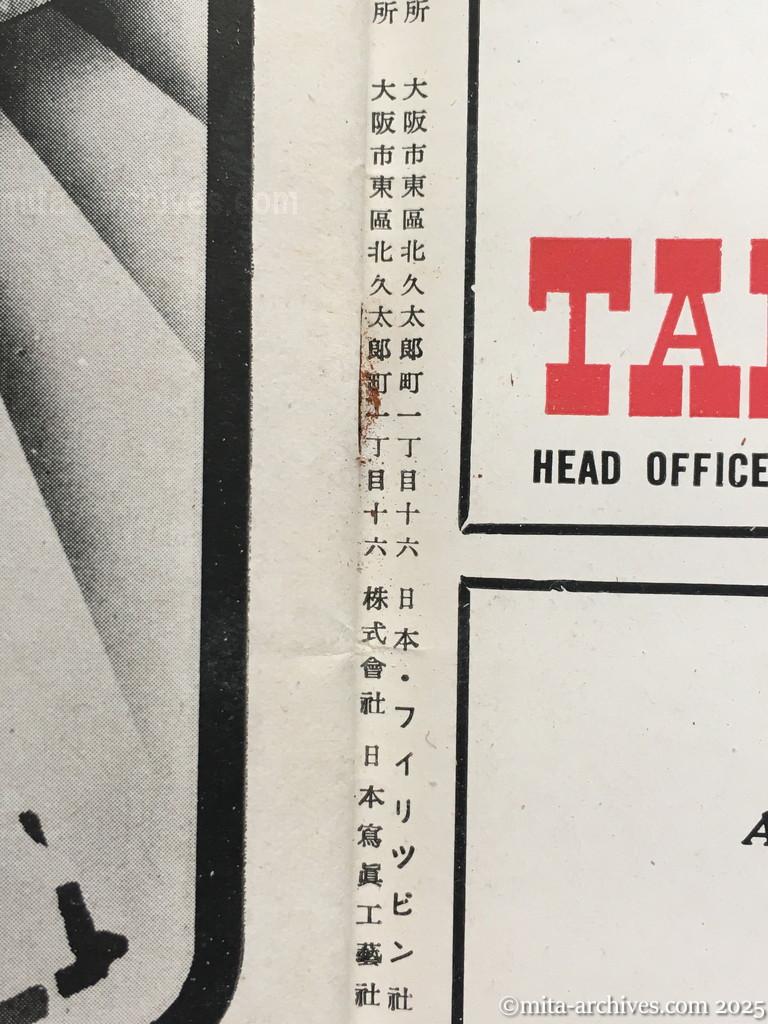 所 大阪市東區北久太郎町一丁目十六 日本・フイリツピン社
所 大阪市東區北久太郎町一丁目十六 株式會社 日本寫眞工藝社
HEAD OFFICE
©mita-archives.com 2025